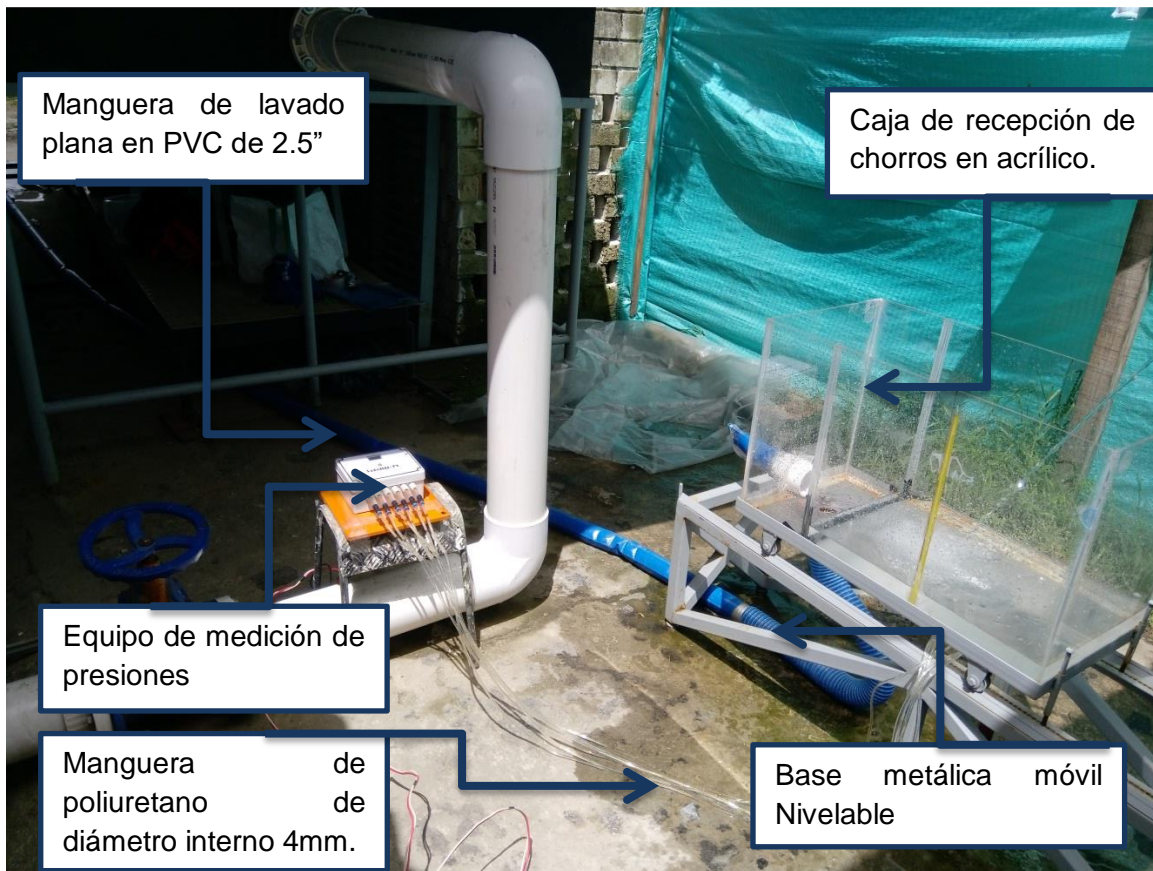 Manguera de lavado
plana en PVC de 2.5”
Caja de recepción de
chorros en acrílico.
Equipo de medición de
presiones
Manguera de
poliuretano de
diámetro interno 4mm.
Base metálica móvil
Nivelable